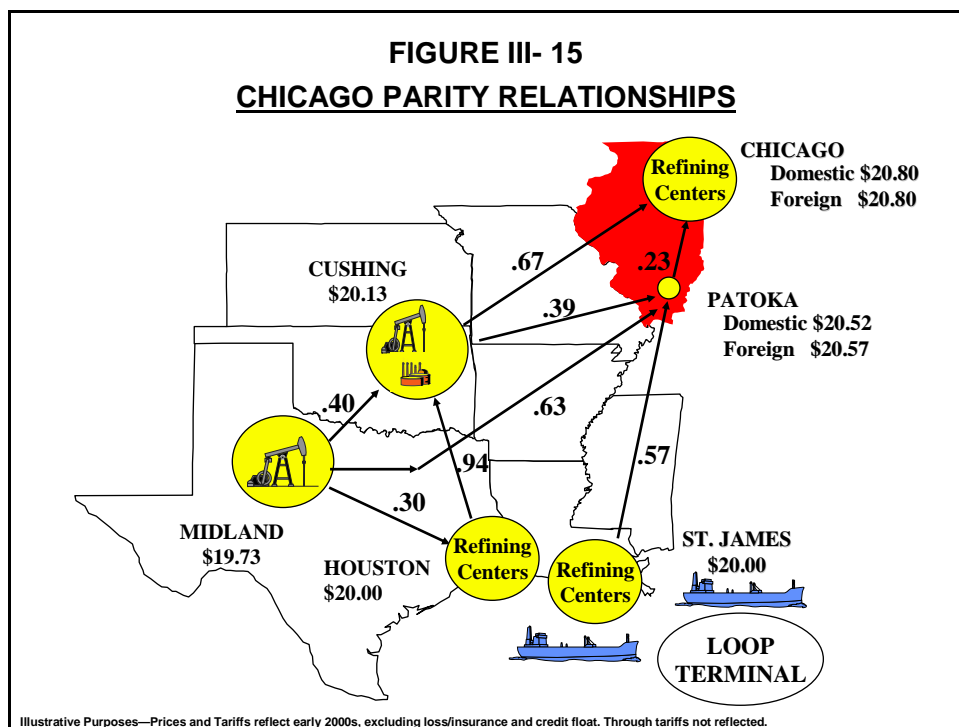 FIGURE III- 15
CHICAGO PARITY RELATIONSHIPS
CHICAGO
Domestic $20.80
Foreign $20.80
Refining
Centers
.67
.23
CUSHING
$20.13
.39
PATOKA
Domestic $20.52
Foreign $20.57
.40
.63
.94
.57
.30
MIDLAND
$19.73
HOUSTON
$20.00
Refining
Centers
Refining
Centers
ST. JAMES
$20.00
LOOP
TERMINAL
Illustrative Purposes—Prices and Tariffs reflect early 2000s, excluding loss/insurance and credit float. Through tariffs not reflected.